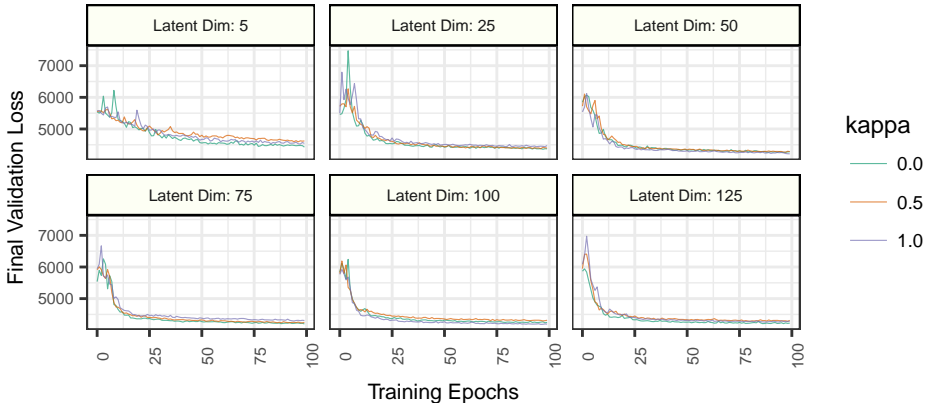 Latent Dim: 5 Latent Dim: 25 Latent Dim: 50
7000
6000
5000
Latent Dim: 75 Latent Dim: 100 Latent Dim: 125
7000
6000
5000
0 25 50 75 100 0 25 50 75 100 0 25 50 75 100
Training Epochs
Final Validation Loss
kappa
0.0
0.5
1.0